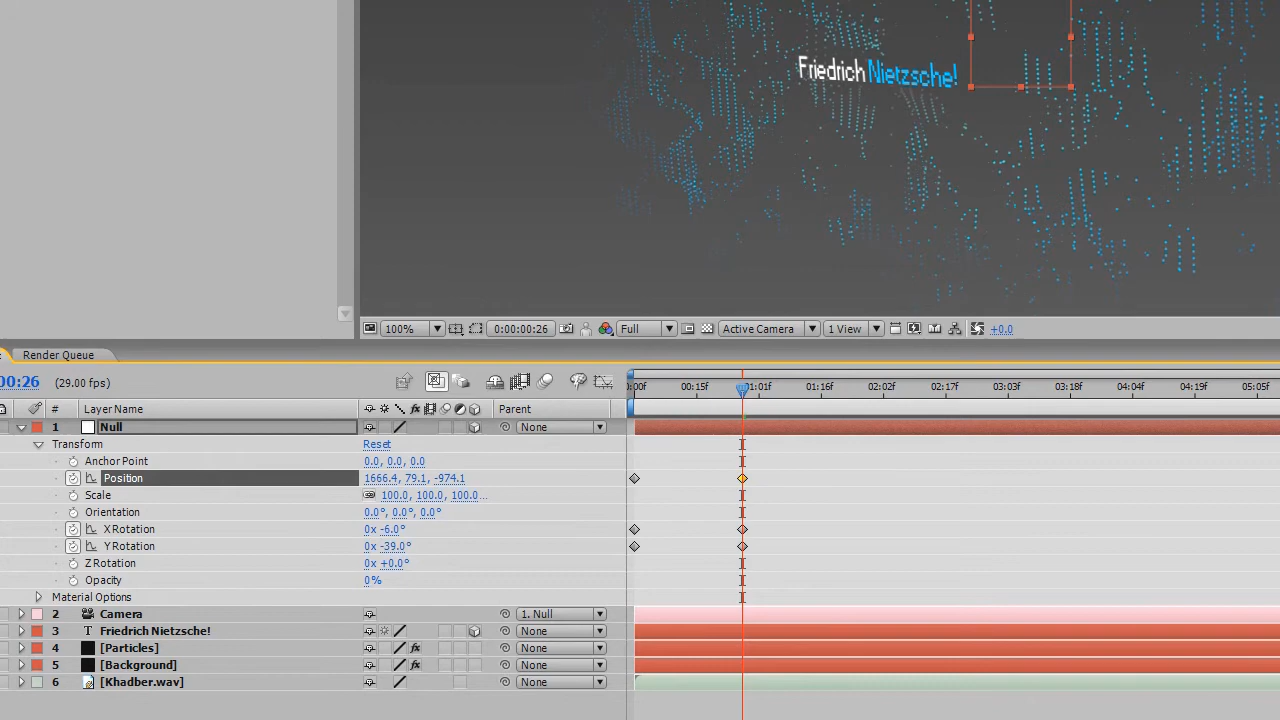 Friedrich Nietzsche!
100% 0:00:00:26 Full Active Camera 1 View +0.0
Render Queue
00:26 (29.00 fps)
:00f 00:15f 01:01f 01:16f 02:02f 02:17f 03:03f 03:18f 04:04f 04:19f 05:05f
# Layer Name Parent
1 Null None
Transform Reset
Anchor Point 0.0, 0.0, 0.0
Position 1666.4, 79.1, -974.1
Scale 100.0, 100.0, 100.0...
Orientation 0.0°, 0.0°, 0.0°
X Rotation 0x -6.0°
Y Rotation 0x -39.0°
Z Rotation 0x +0.0°
Opacity 0%
Material Options
2 Camera 1. Null
3 T Friedrich Nietzsche! None
4 [Particles] None
5 [Background] None
6 [Khadber.wav] None